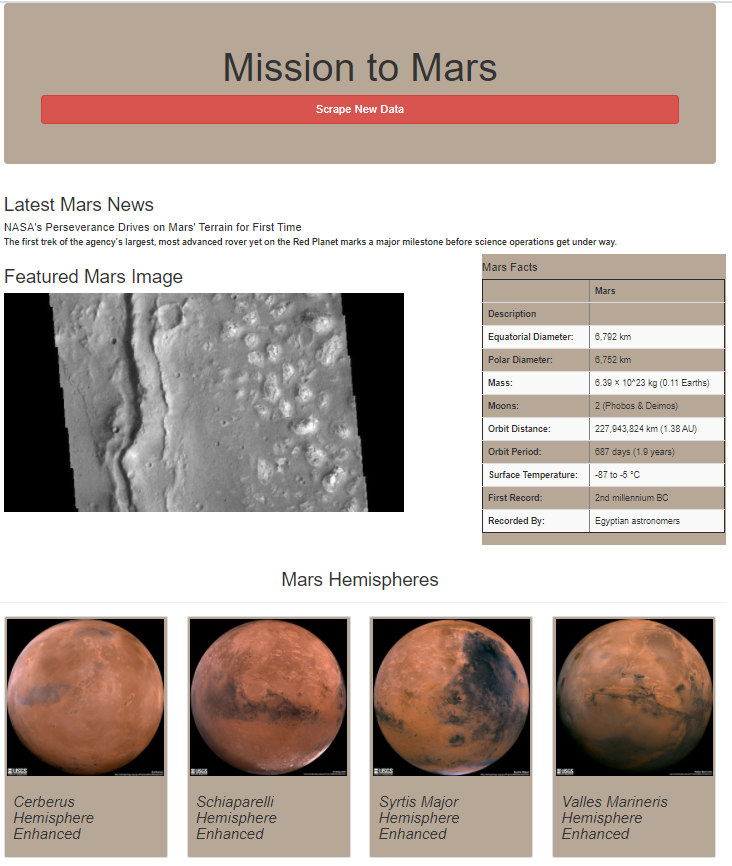 Mission to Mars
Scrape New Data
Latest Mars News
NASA's Perseverance Drives on Mars' Terrain for First Time
The first trek of the agency's largest, most advanced rover yet on the Red Planet marks a major milestone before science operations get under way.
Featured Mars Image
Mars Facts
Mars
Description
Equatorial Diameter: 6,792 km
Polar Diameter: 6,752 km
Mass: 6.39 × 10^23 kg (0.11 Earths)
Moons: 2 (Phobos & Deimos)
Orbit Distance: 227,943,824 km (1.38 AU)
Orbit Period: 687 days (1.9 years)
Surface Temperature: -87 to -5 °C
First Record: 2nd millennium BC
Recorded By: Egyptian astronomers
Mars Hemispheres
USGS
USGS
USGS
USGS
Cerberus
Hemisphere
Enhanced
Schiaparelli
Hemisphere
Enhanced
Syrtis Major
Hemisphere
Enhanced
Valles Marineris
Hemisphere
Enhanced